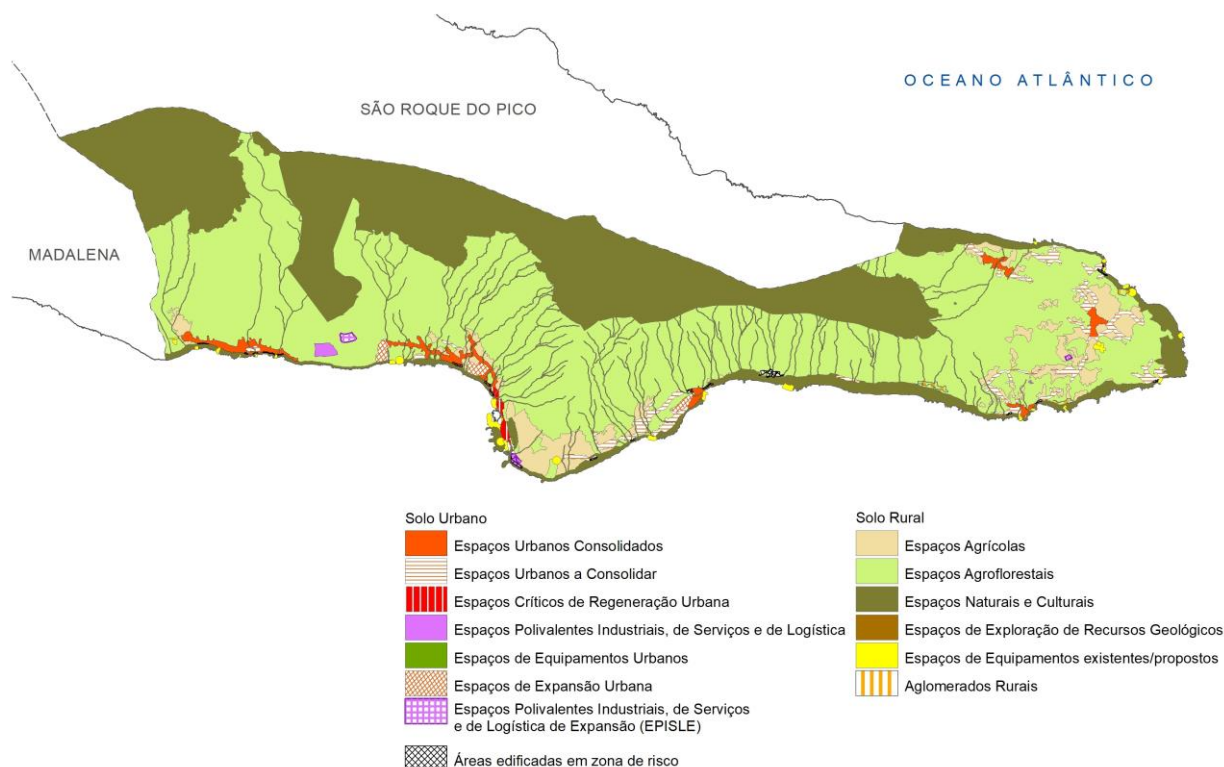 OCEANO ATLÂNTICO
SÃO ROQUE DO PICO
MADALENA
Solo Urbano
Espaços Urbanos Consolidados
Espaços Urbanos a Consolidar
Espaços Críticos de Regeneração Urbana
Espaços Polivalentes Industriais, de Serviços e de Logística
Espaços de Equipamentos Urbanos
Espaços de Expansão Urbana
Espaços Polivalentes Industriais, de Serviços
e de Logística de Expansão (EPISLE)
Áreas edificadas em zona de risco
Solo Rural
Espaços Agrícolas
Espaços Agroflorestais
Espaços Naturais e Culturais
Espaços de Exploração de Recursos Geológicos
Espaços de Equipamentos existentes/propostos
Aglomerados Rurais